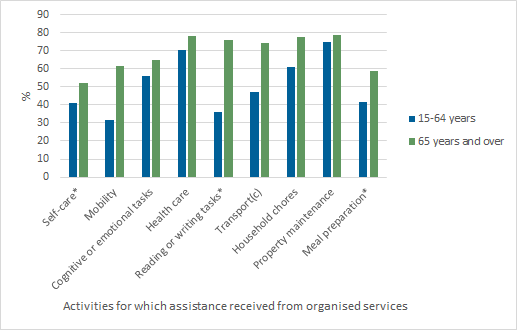 90
80
70
60
50
40
30
20
10
0
%
15-64 years
65 years and over
Self-care*
Mobility
Cognitive or emotional tasks
Health care
Reading or writing tasks*
Transport(c)
Household chores
Property maintenance
Meal preparation*
Activities for which assistance received from organised services